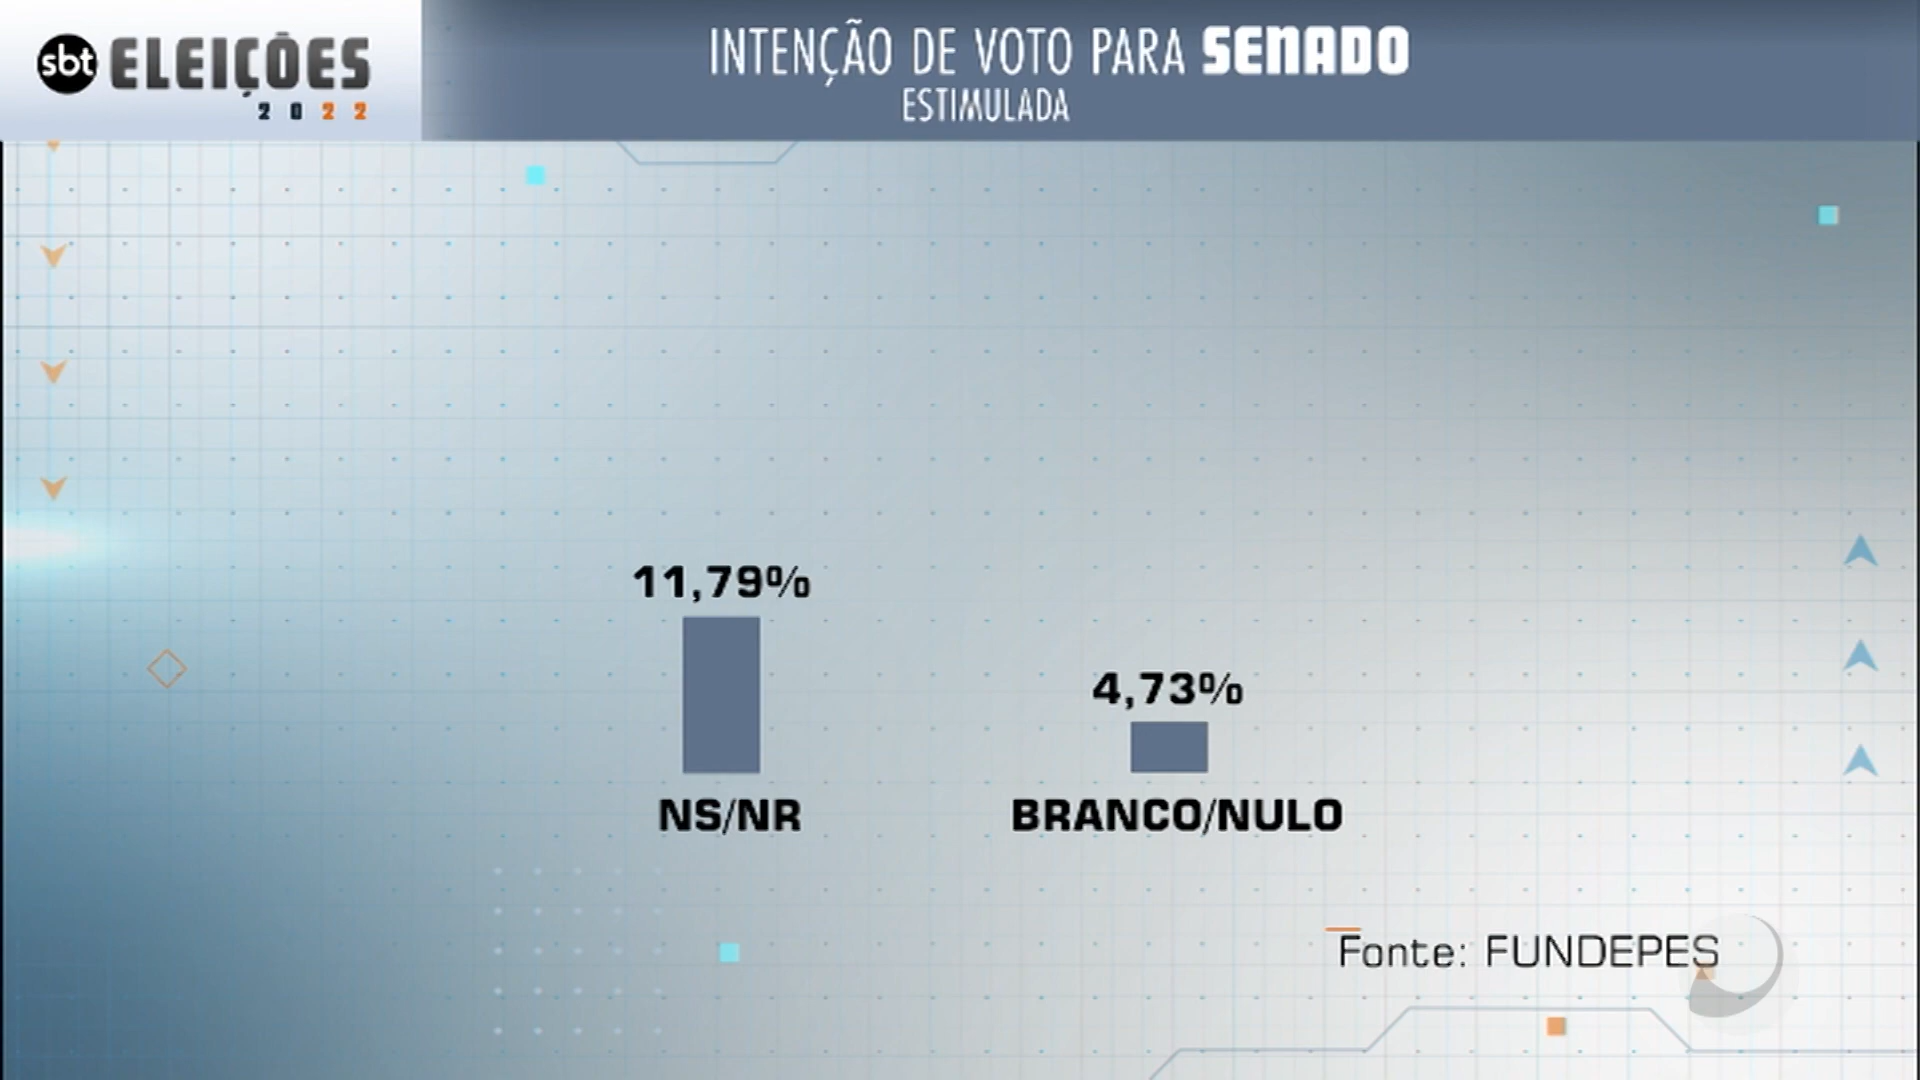 sbt ELEIÇÕES
2022
INTENÇÃO DE VOTO PARA SENADO
ESTIMULADA
11,79%
4,73%
NS/NR
BRANCO/NULO
Fonte: FUNDEPES